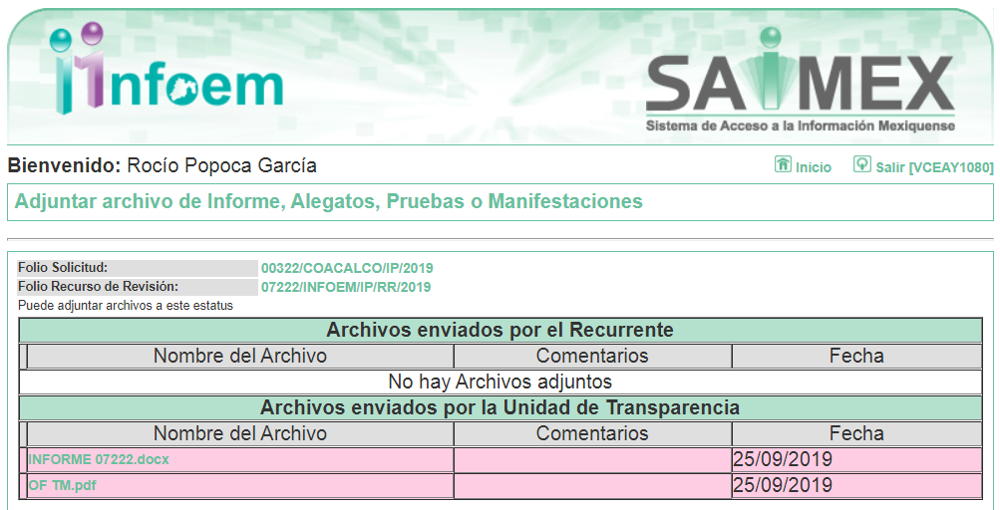 infoem
SAIMEX
Sistema de Acceso a la Información Mexiquense
Bienvenido: Rocío Popoca García
Inicio Salir [VCEAY1080]
Adjuntar archivo de Informe, Alegatos, Pruebas o Manifestaciones
Folio Solicitud: 00322/COACALCO/IP/2019
Folio Recurso de Revisión: 07222/INFOEM/IP/RR/2019
Puede adjuntar archivos a este estatus
Archivos enviados por el Recurrente
Nombre del Archivo Comentarios Fecha
No hay Archivos adjuntos
Archivos enviados por la Unidad de Transparencia
Nombre del Archivo Comentarios Fecha
INFORME 07222.docx 25/09/2019
OF TM.pdf 25/09/2019